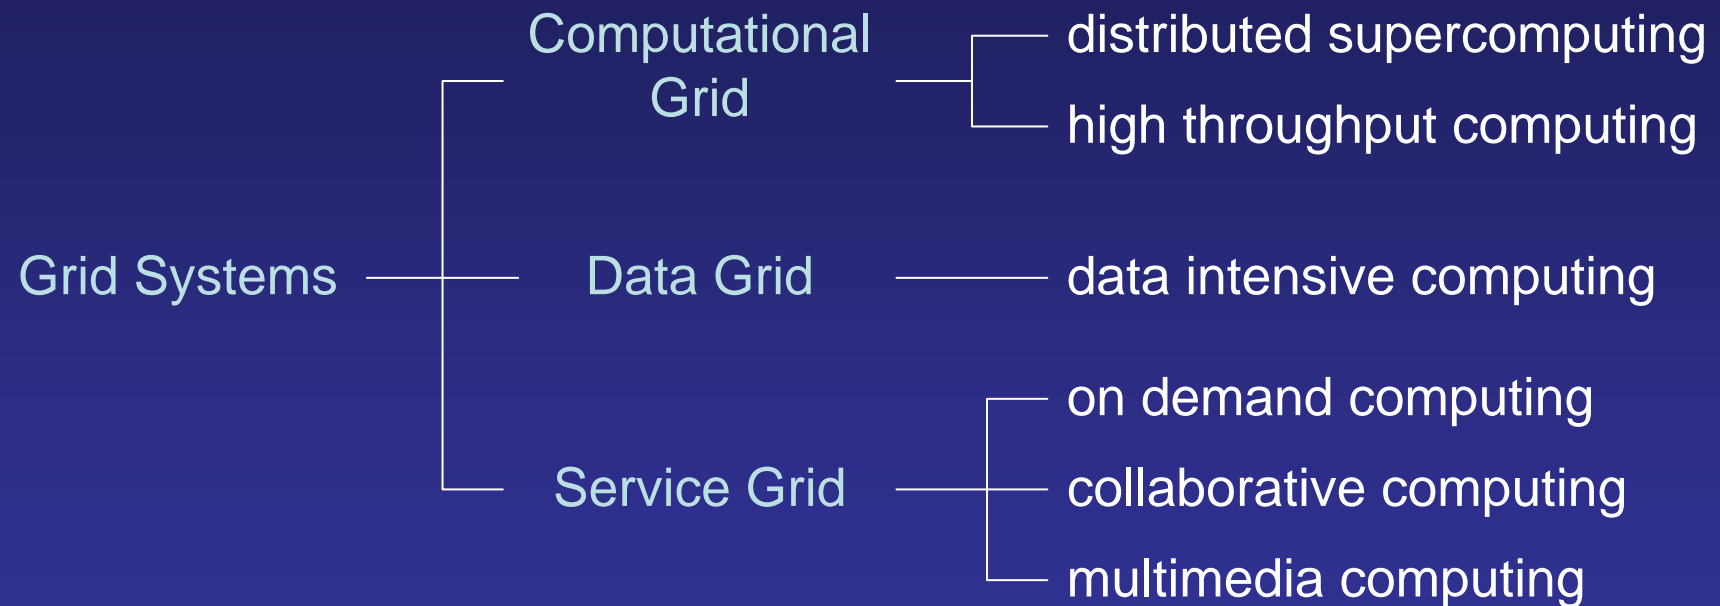 Computational
Grid
distributed supercomputing
high throughput computing
Grid Systems
Data Grid
data intensive computing
Service Grid
on demand computing
collaborative computing
multimedia computing